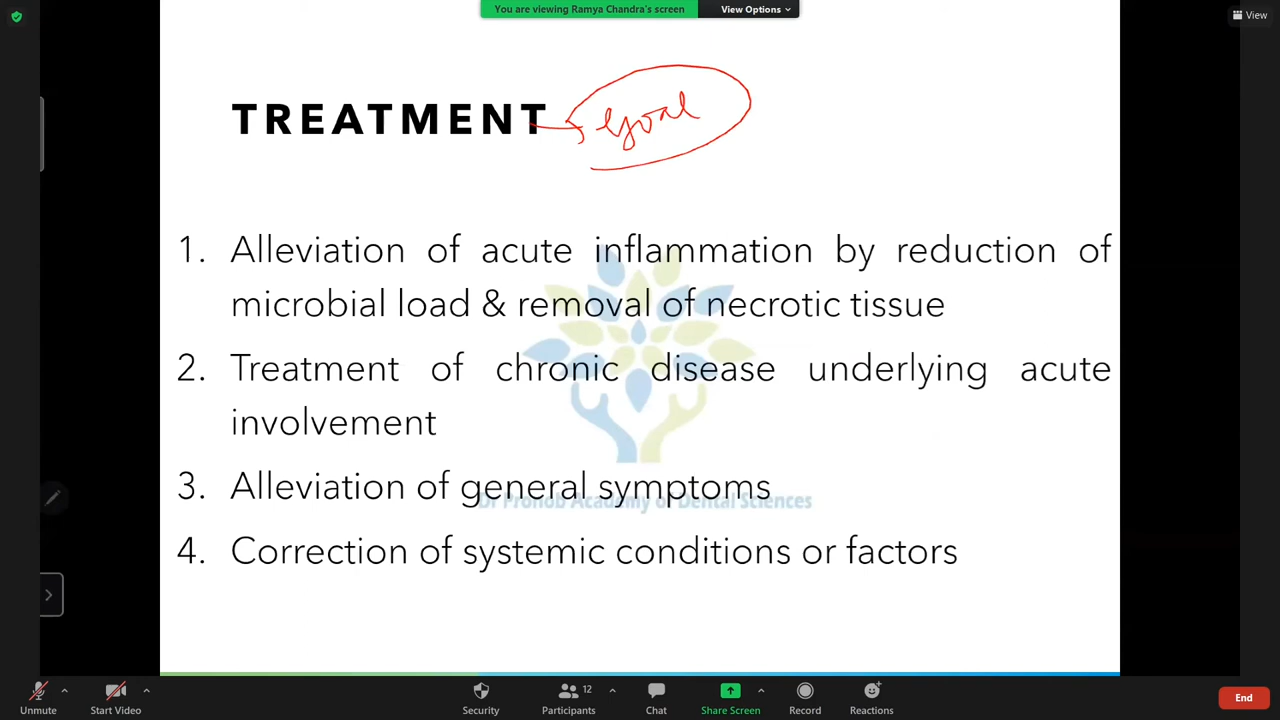 You are viewing Ramya Chandra's screen
View Options
View
TREATMENT
Goal
1. Alleviation of acute inflammation by reduction of
microbial load & removal of necrotic tissue
2. Treatment of chronic disease underlying acute
involvement
3. Alleviation of general symptoms
Dr Pronob Academy of Dental Sciences
4. Correction of systemic conditions or factors
Unmute
Start Video
Security
12
Participants
Chat
Share Screen
Record
Reactions
End